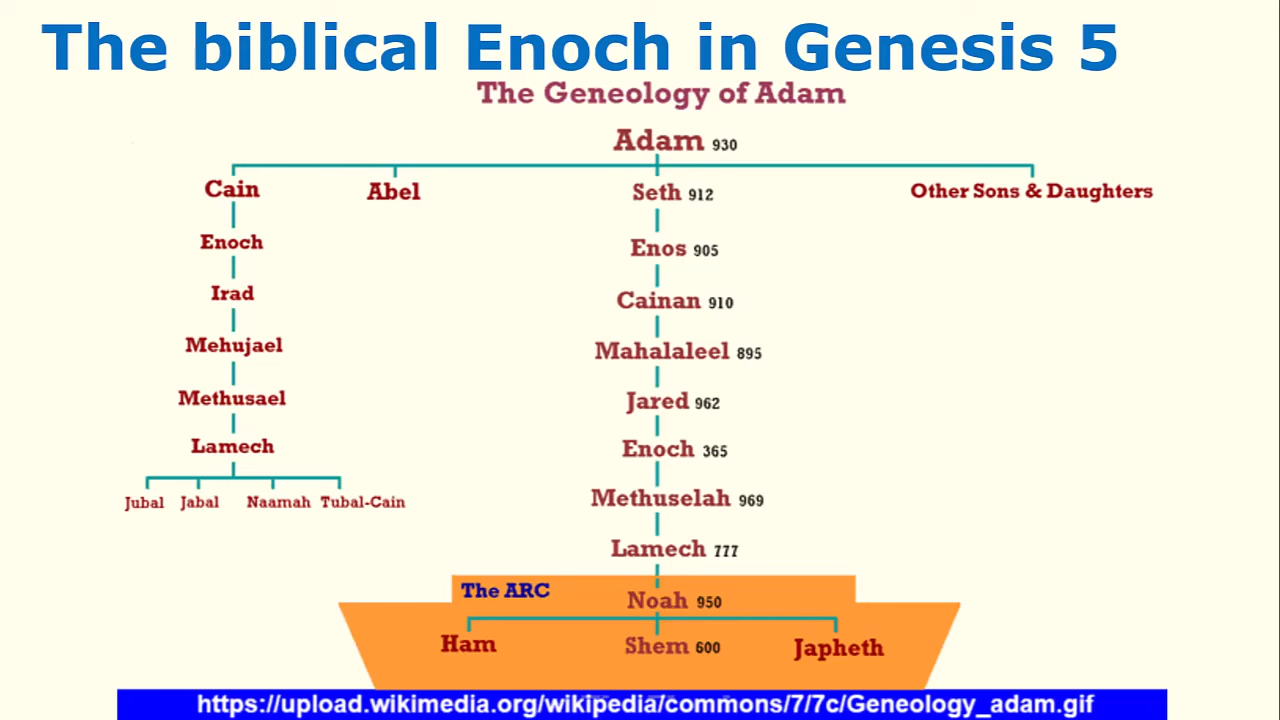 The biblical Enoch in Genesis 5
The Geneology of Adam
Adam 930
Cain Abel Seth 912 Other Sons & Daughters
Enoch Enos 905
Irad Cainan 910
Mehujael Mahalaleel 895
Methusael Jared 962
Lamech Enoch 365
Jubal Jabal Naamah Tubal-Cain Methuselah 969
Lamech 777
The ARC Noah 950
Ham Shem 600 Japheth
https://upload.wikimedia.org/wikipedia/commons/7/7c/Geneology_adam.gif